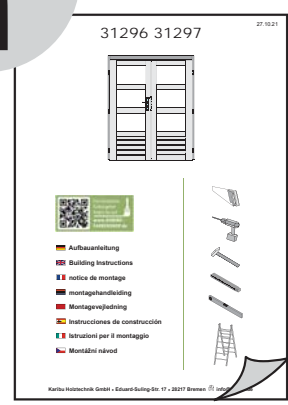 27.10.21
31296 31297
Aufbauanleitung
Building Instructions
notice de montage
montagehandleiding
Montagevejledning
Instrucciones de construcción
Istruzioni per il montaggio
Montážní návod
Karibu Holztechnik GmbH • Eduard-Suling-Str. 17 • 28217 Bremen